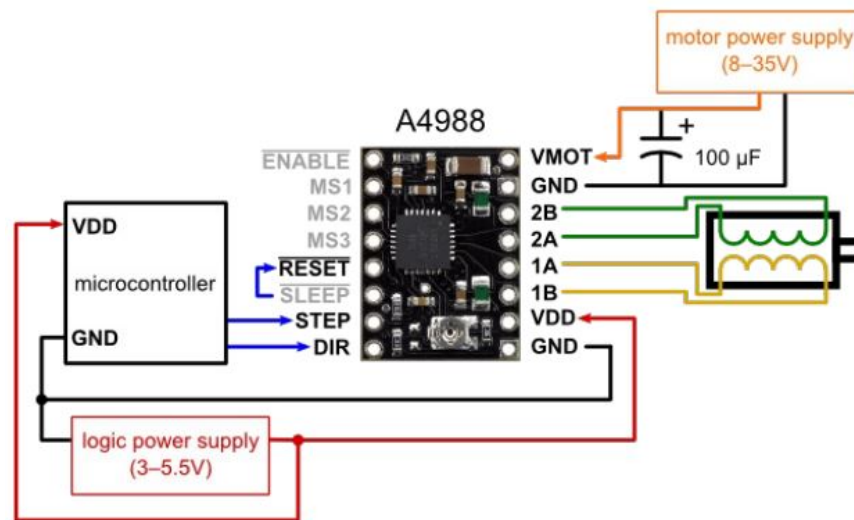 motor power supply
(8–35V)
A4988
ENABLE
VMOT
+
100 µF
MS1
GND
MS2
2B
MS3
2A
RESET
1A
SLEEP
1B
STEP
VDD
DIR
GND
VDD
microcontroller
GND
logic power supply
(3–5.5V)